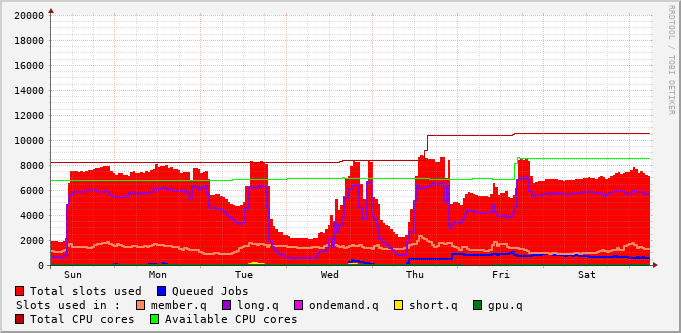 20000
18000
16000
14000
12000
10000
8000
6000
4000
2000
0
Sun Mon Tue Wed Thu Fri Sat
RRDTOOL / TOBI OETIKER
Total slots used Queued Jobs
Slots used in : member.q long.q ondemand.q short.q gpu.q
Total CPU cores Available CPU cores